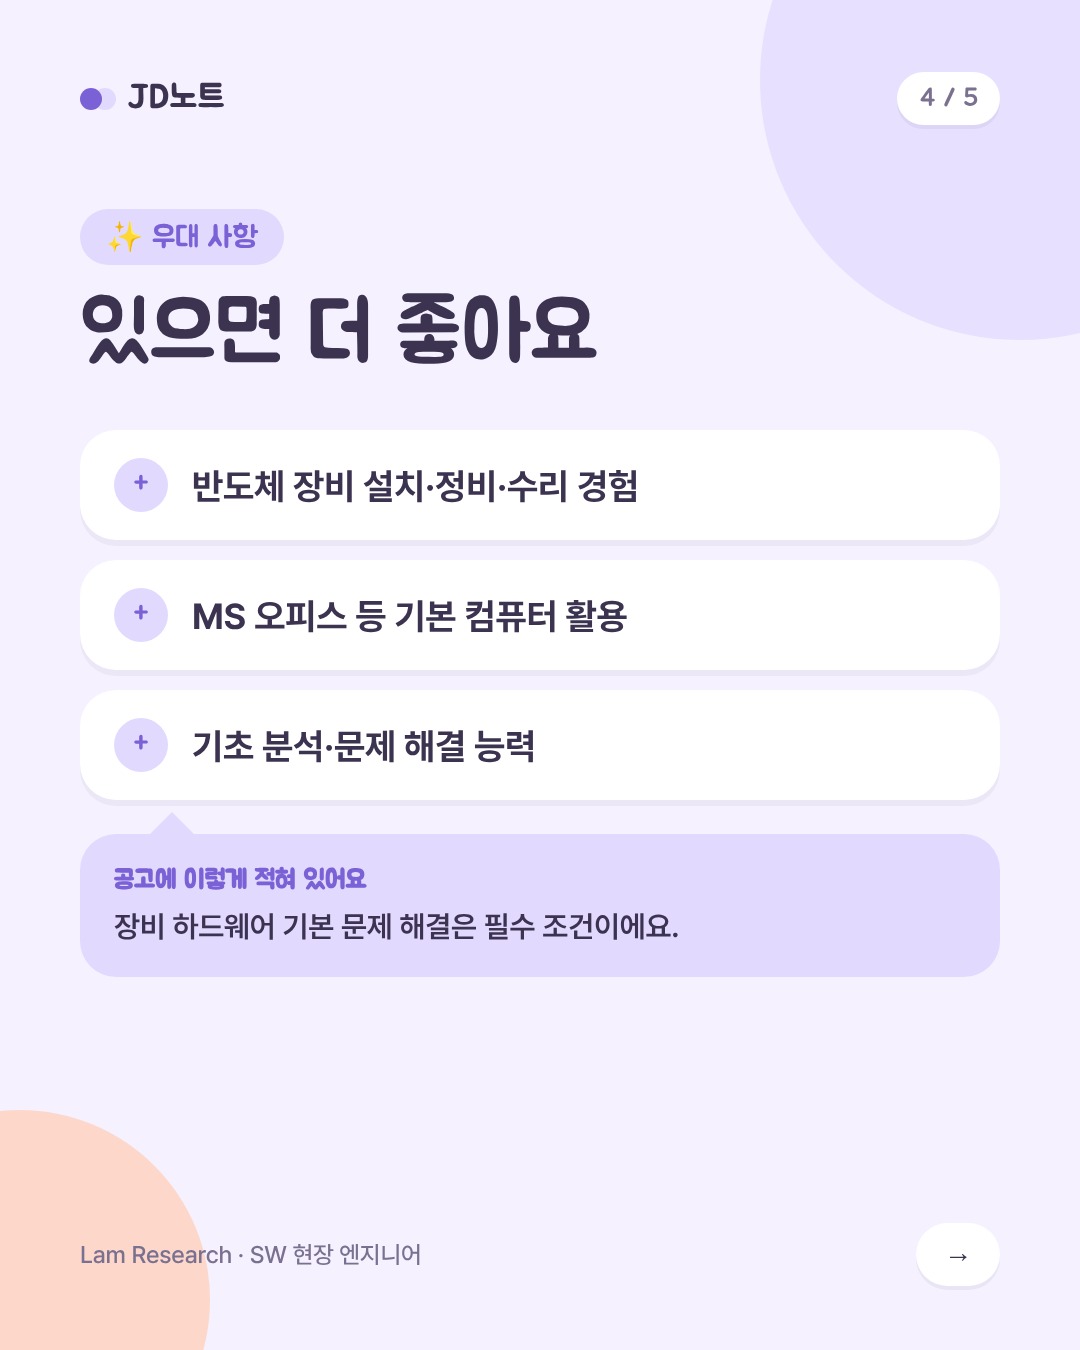 JD노트
4 / 5
✨ 우대 사항
있으면 더 좋아요
+ 반도체 장비 설치·정비·수리 경험
+ MS 오피스 등 기본 컴퓨터 활용
+ 기초 분석·문제 해결 능력
공고에 이렇게 적혀 있어요
장비 하드웨어 기본 문제 해결은 필수 조건이에요.
Lam Research · SW 현장 엔지니어
→